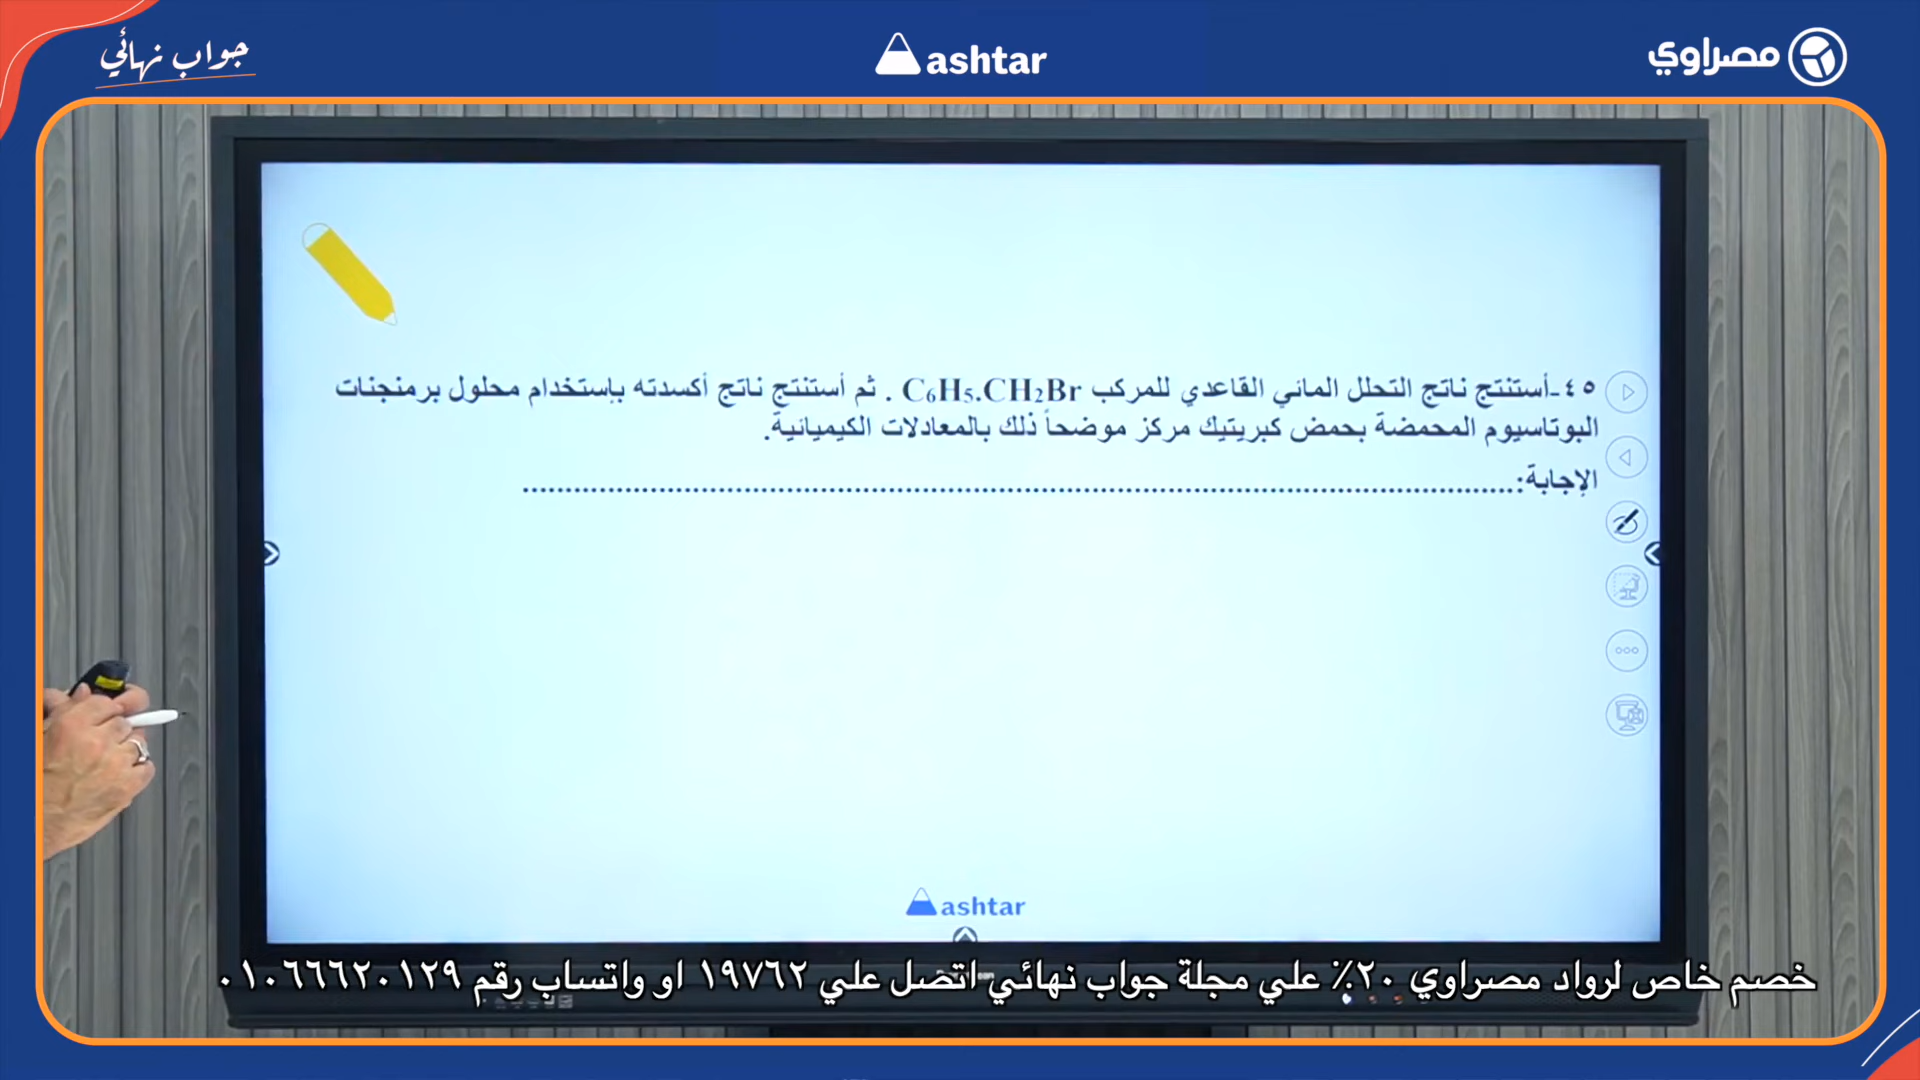 جواب نهائي
ashtar
مصراوي
٤٥-أستنتج ناتج التحلل المائي القاعدي للمركب C₆H₅.CH₂Br . ثم أستنتج ناتج أكسدته بإستخدام محلول برمنجنات
البوتاسيوم المحمضة بحمض كبريتيك مركز موضحاً ذلك بالمعادلات الكيميائية.
الإجابة:................................................................................
ashtar
خصم خاص لرواد مصراوي ٢٠٪ علي مجلة جواب نهائي اتصل علي ١٩٧٦٢ او واتساب رقم ٠١٠٦٦٦٢٠١٢٩